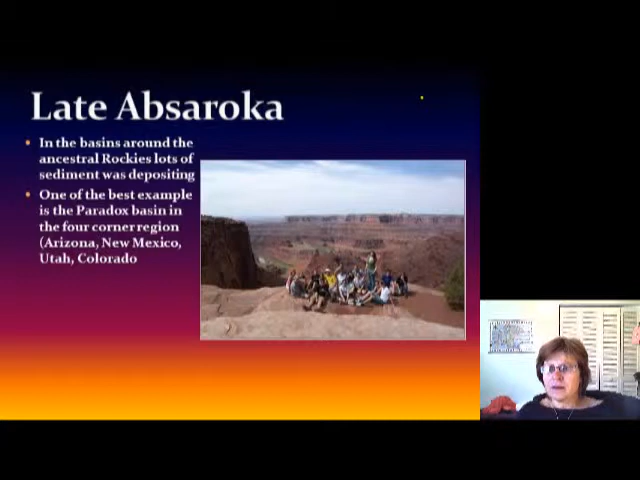 Late Absaroka
In the basins around the
ancestral Rockies lots of
sediment was depositing
One of the best example
is the Paradox basin in
the four corner region
(Arizona, New Mexico,
Utah, Colorado